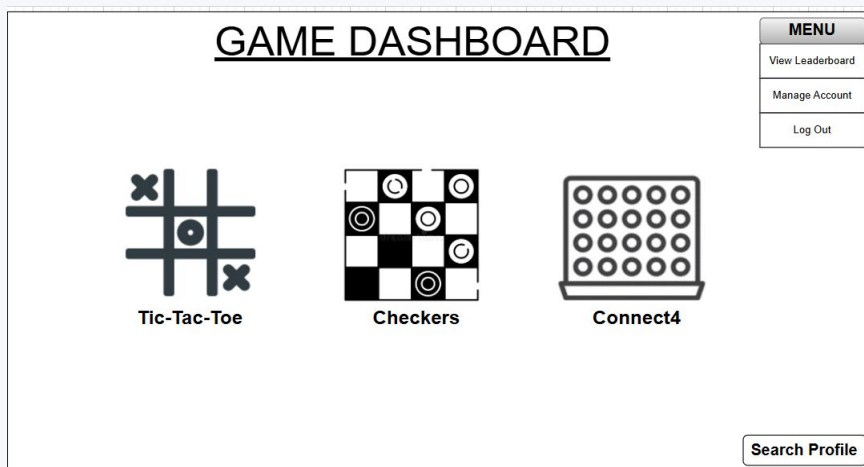 GAME DASHBOARD
MENU
View Leaderboard
Manage Account
Log Out
Tic-Tac-Toe
Checkers
Connect4
Search Profile